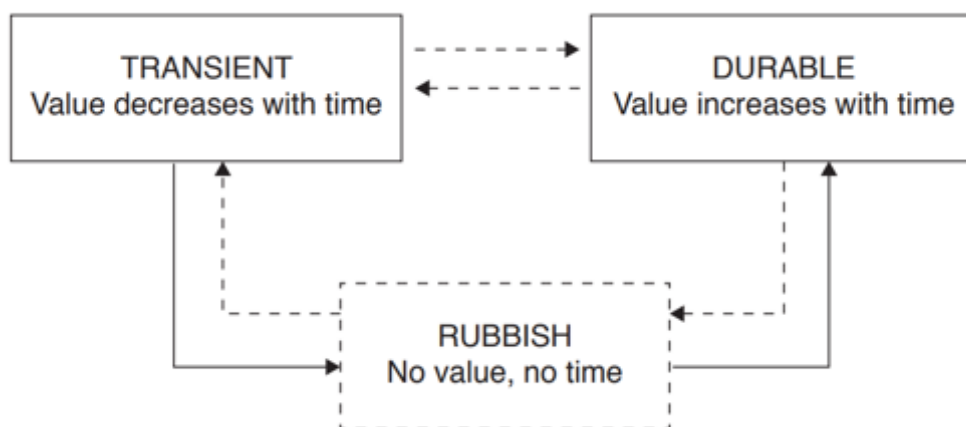 TRANSIENT
Value decreases with time
DURABLE
Value increases with time
RUBBISH
No value, no time